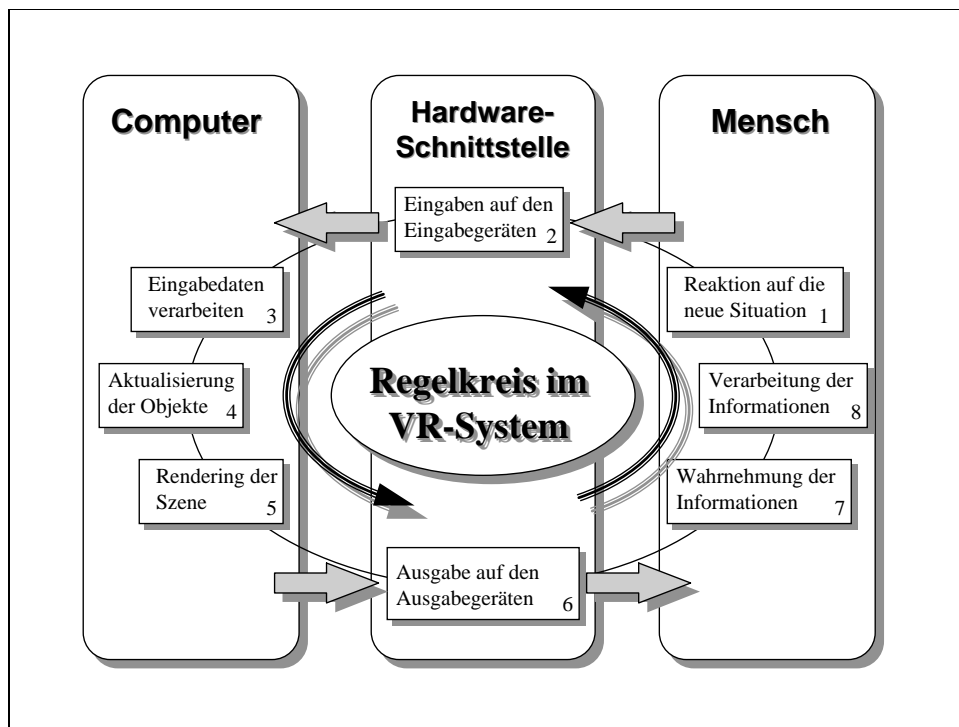 Computer
Hardware-
Schnittstelle
Mensch
Eingaben auf den
Eingabegeräten 2
Eingabedaten
verarbeiten 3
Reaktion auf die
neue Situation 1
Regelkreis im
VR-System
Aktualisierung
der Objekte 4
Verarbeitung der
Informationen 8
Rendering der
Szene 5
Wahrnehmung der
Informationen 7
Ausgabe auf den
Ausgabegeräten 6